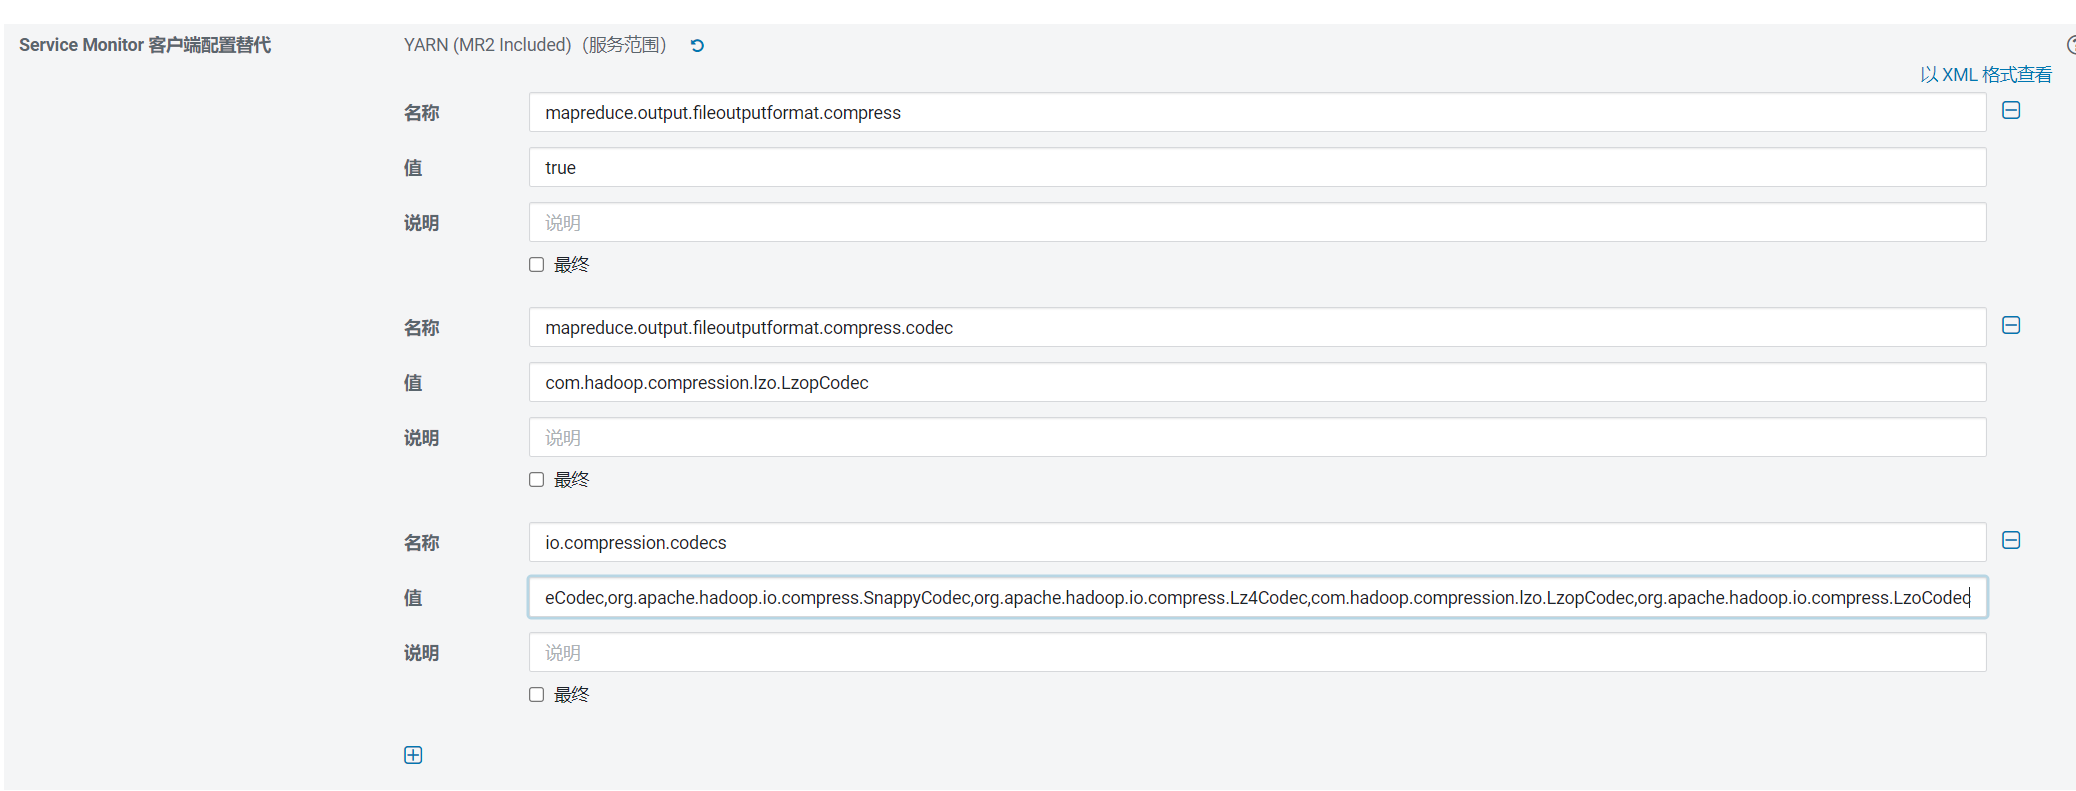 Service Monitor 客户端配置替代 YARN (MR2 Included)（服务范围）
以 XML 格式查看
名称 mapreduce.output.fileoutputformat.compress
值 true
说明 说明
最终
名称 mapreduce.output.fileoutputformat.compress.codec
值 com.hadoop.compression.lzo.LzopCodec
说明 说明
最终
名称 io.compression.codecs
值 eCodec,org.apache.hadoop.io.compress.SnappyCodec,org.apache.hadoop.io.compress.Lz4Codec,com.hadoop.compression.lzo.LzopCodec,org.apache.hadoop.io.compress.LzoCodec
说明 说明
最终